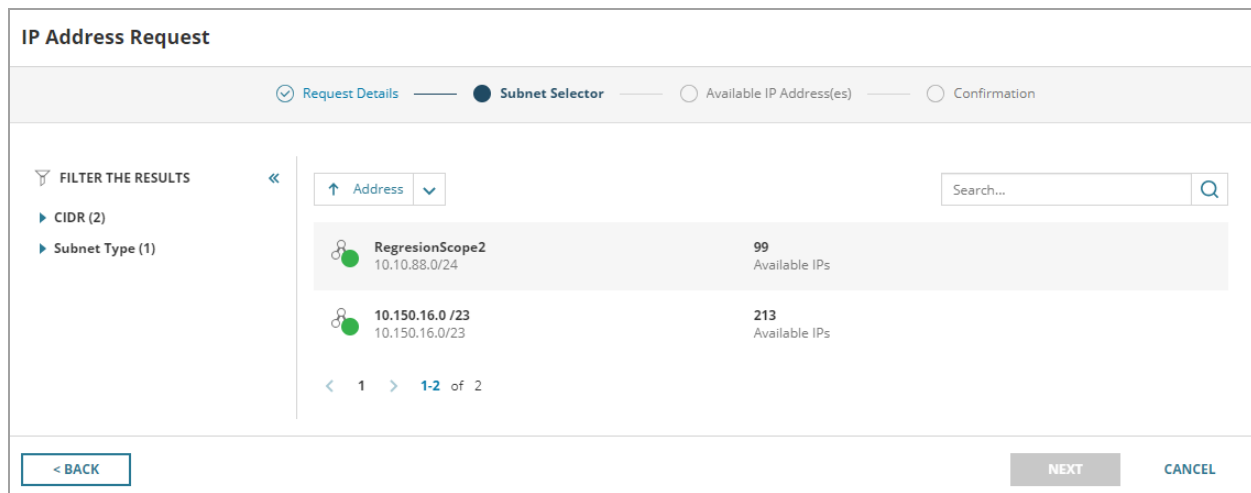 IP Address Request
Request Details
Subnet Selector
Available IP Address(es)
Confirmation
FILTER THE RESULTS
CIDR (2)
Subnet Type (1)
Address
Search...
RegresionScope2
10.10.88.0/24
99
Available IPs
10.150.16.0 /23
10.150.16.0/23
213
Available IPs
1 1-2 of 2
< BACK
NEXT
CANCEL